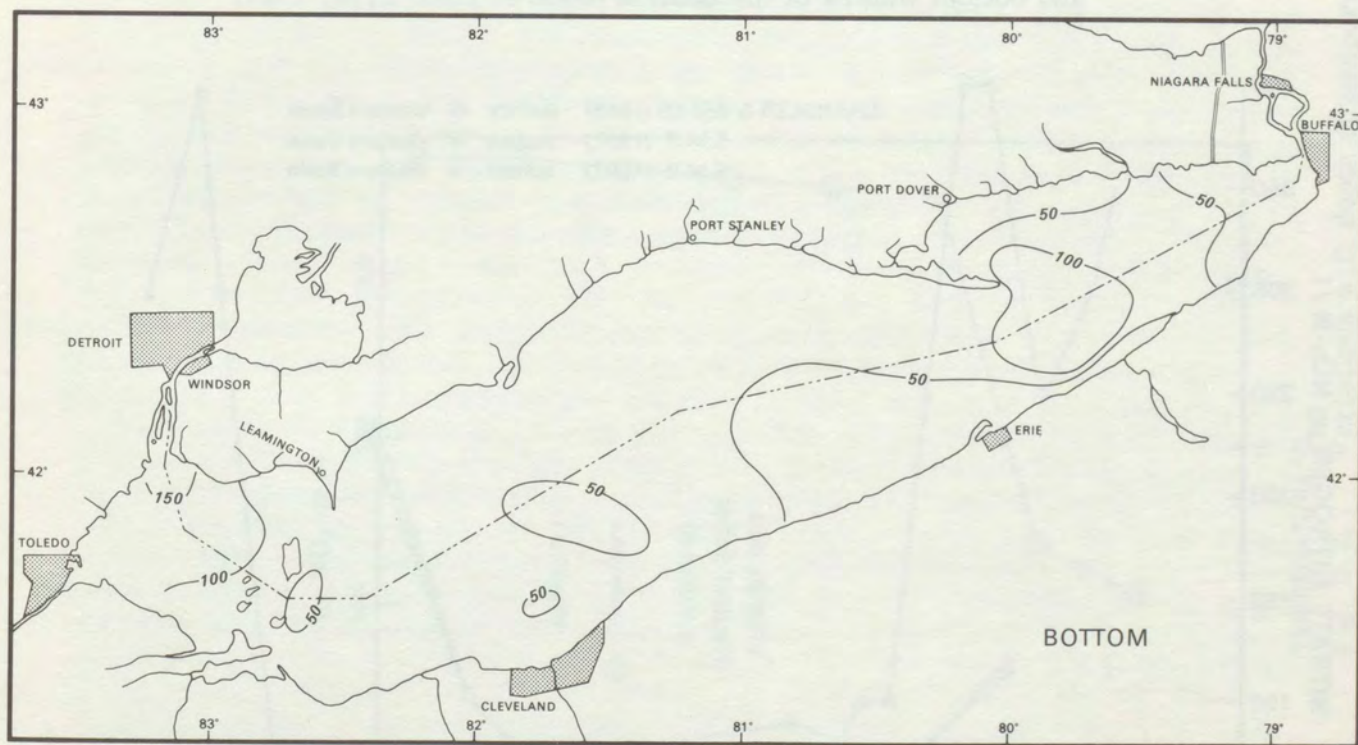 83°
82°
81°
80°
79°
43°
NIAGARA FALLS
43°
BUFFALO
PORT DOVER
50
50
PORT STANLEY
100
DETROIT
WINDSOR
50
LEAMINGTON
ERIE
42°
42°
150
50
TOLEDO
100
50
50
BOTTOM
CLEVELAND
83°
82°
81°
80°
79°